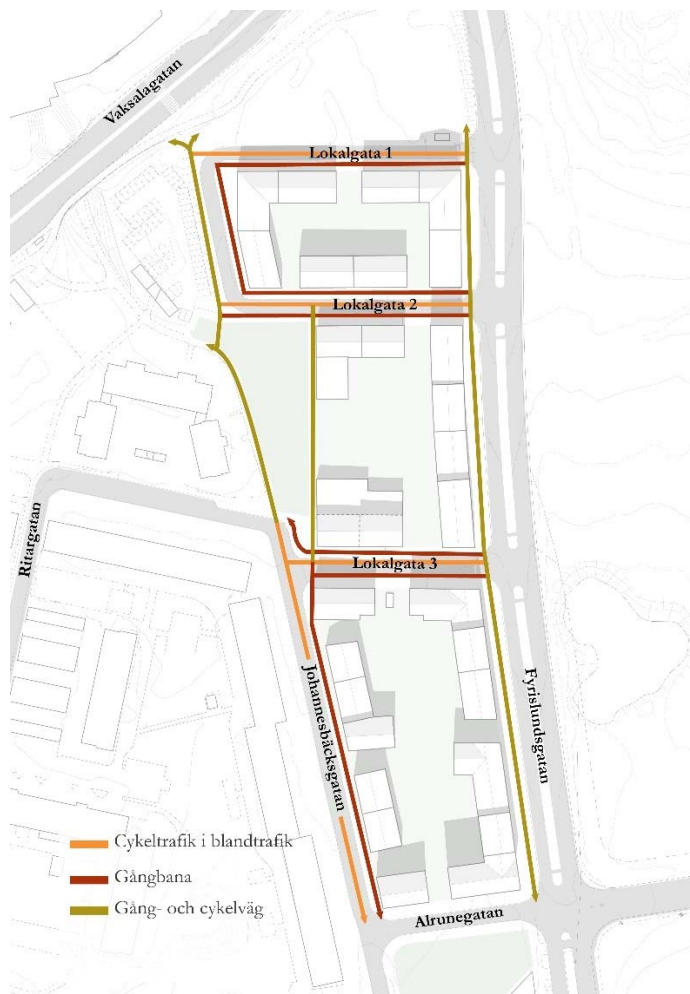 Vaksalagatan
Lokalgata 1
Lokalgata 2
Ritargatan
Lokalgata 3
Johannesbäcksgatan
Fyrislundsgatan
Cykeltrafik i blandtrafik
Gångbana
Gång- och cykelväg
Alrunegatan